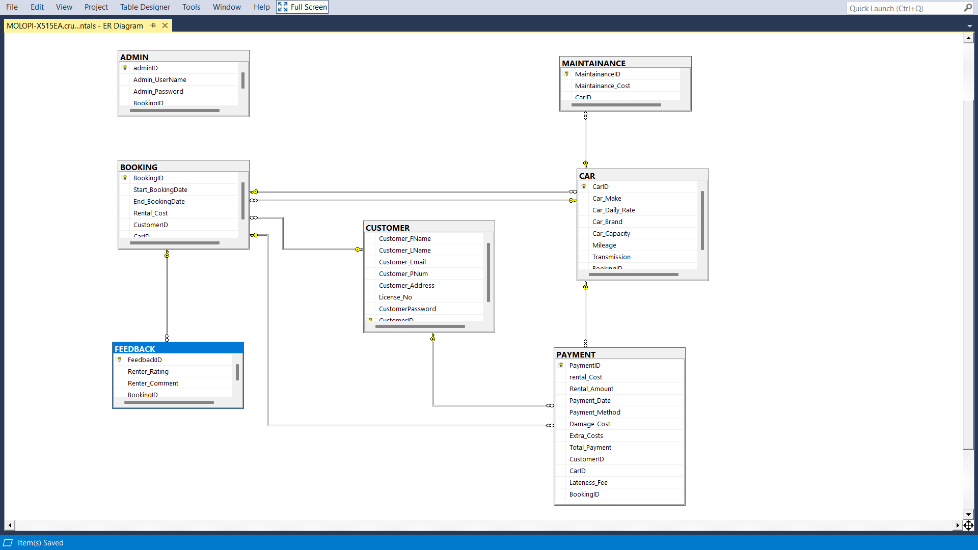 File Edit View Project Table Designer Tools Window Help Full Screen
Quick Launch (Ctrl+Q)
MOLOPI-X515EA.cru...ntals - ER Diagram
ADMIN
adminID
Admin_UserName
Admin_Password
BookingID
MAINTAINANCE
MaintainanceID
Maintainance_Cost
CarID
BOOKING
BookingID
Start_BookingDate
End_BookingDate
Rental_Cost
CustomerID
CarID
CAR
CarID
Car_Make
Car_Daily_Rate
Car_Brand
Car_Capacity
Mileage
Transmission
BookingID
CUSTOMER
Customer_FName
Customer_LName
Customer_Email
Customer_PNum
Customer_Address
License_No
CustomerPassword
CustomerID
FEEDBACK
FeedbackID
Renter_Rating
Renter_Comment
BookingID
PAYMENT
PaymentID
rental_Cost
Rental_Amount
Payment_Date
Payment_Method
Damage_Cost
Extra_Costs
Total_Payment
CustomerID
CarID
Lateness_Fee
BookingID
Item(s) Saved